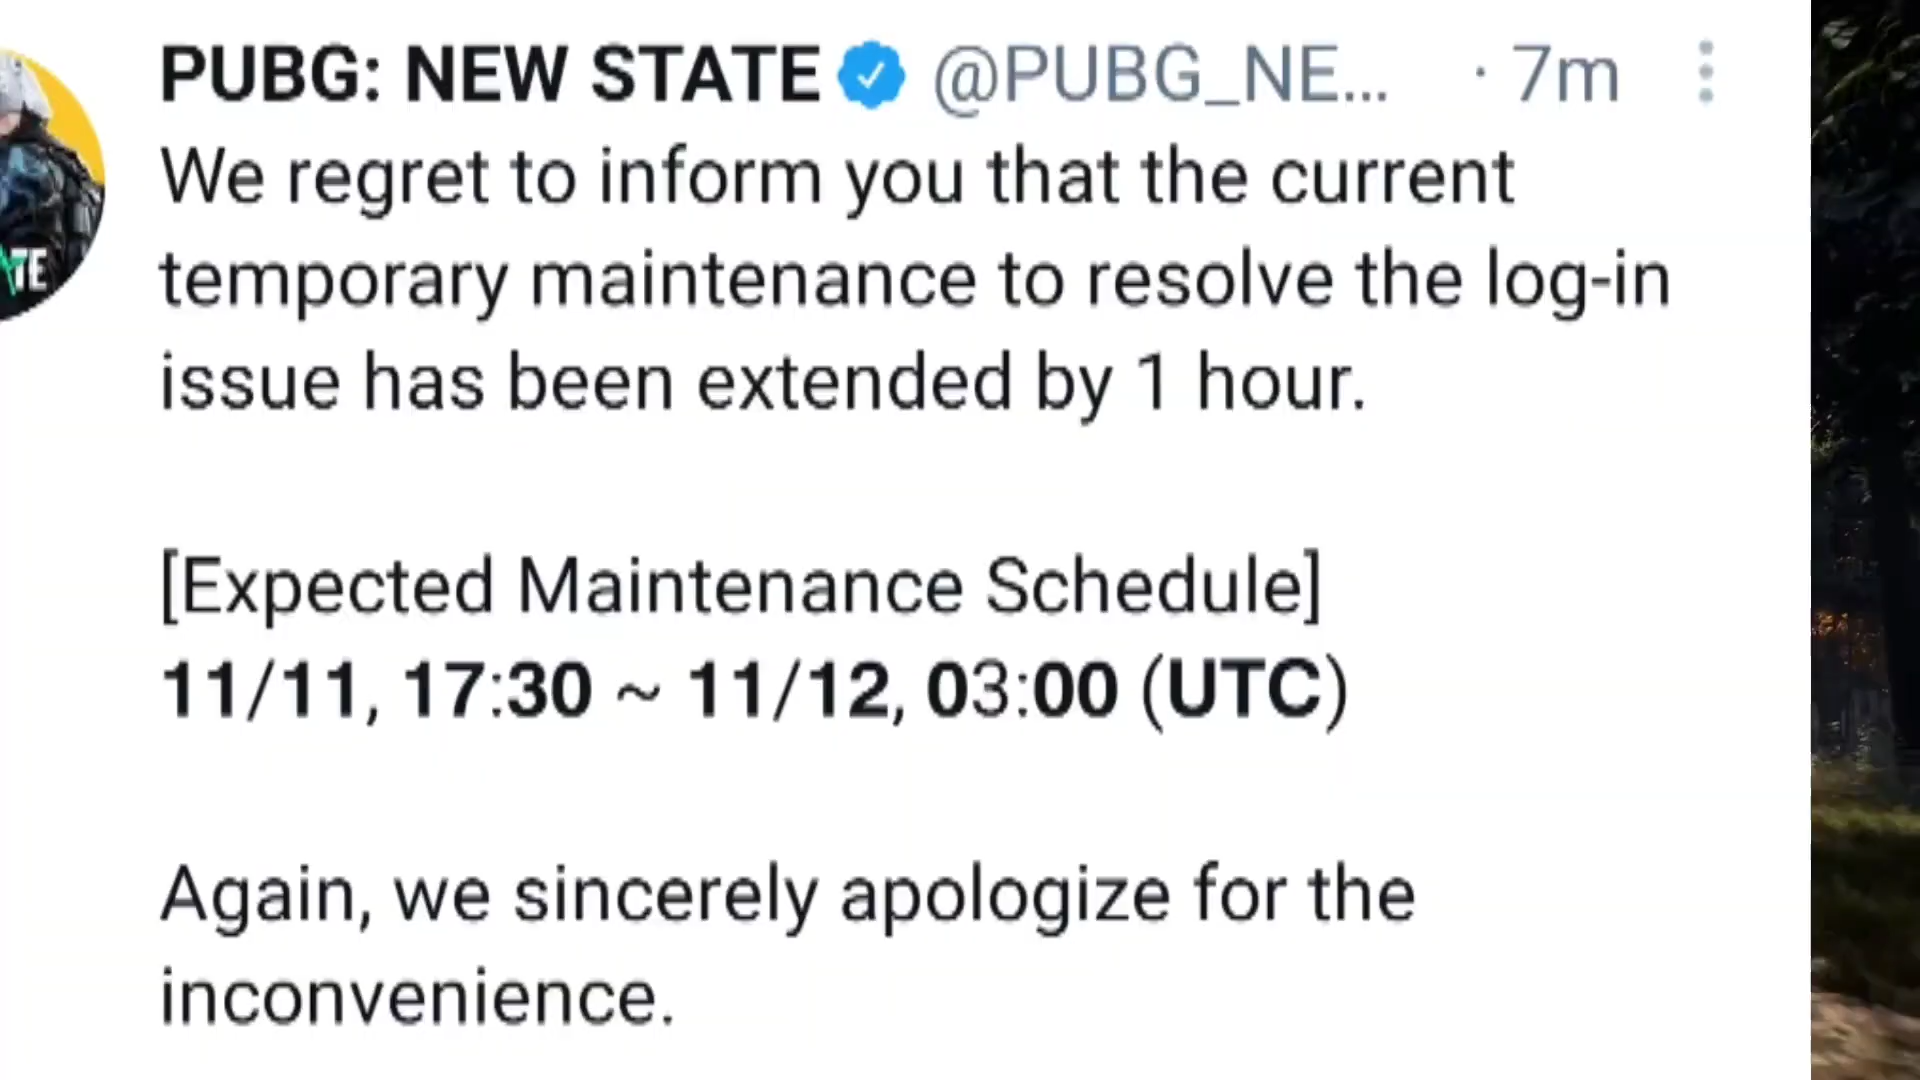 PUBG: NEW STATE @PUBG_NE... · 7m
We regret to inform you that the current
temporary maintenance to resolve the log-in
issue has been extended by 1 hour.
[Expected Maintenance Schedule]
11/11, 17:30 ~ 11/12, 03:00 (UTC)
Again, we sincerely apologize for the
inconvenience.
TE